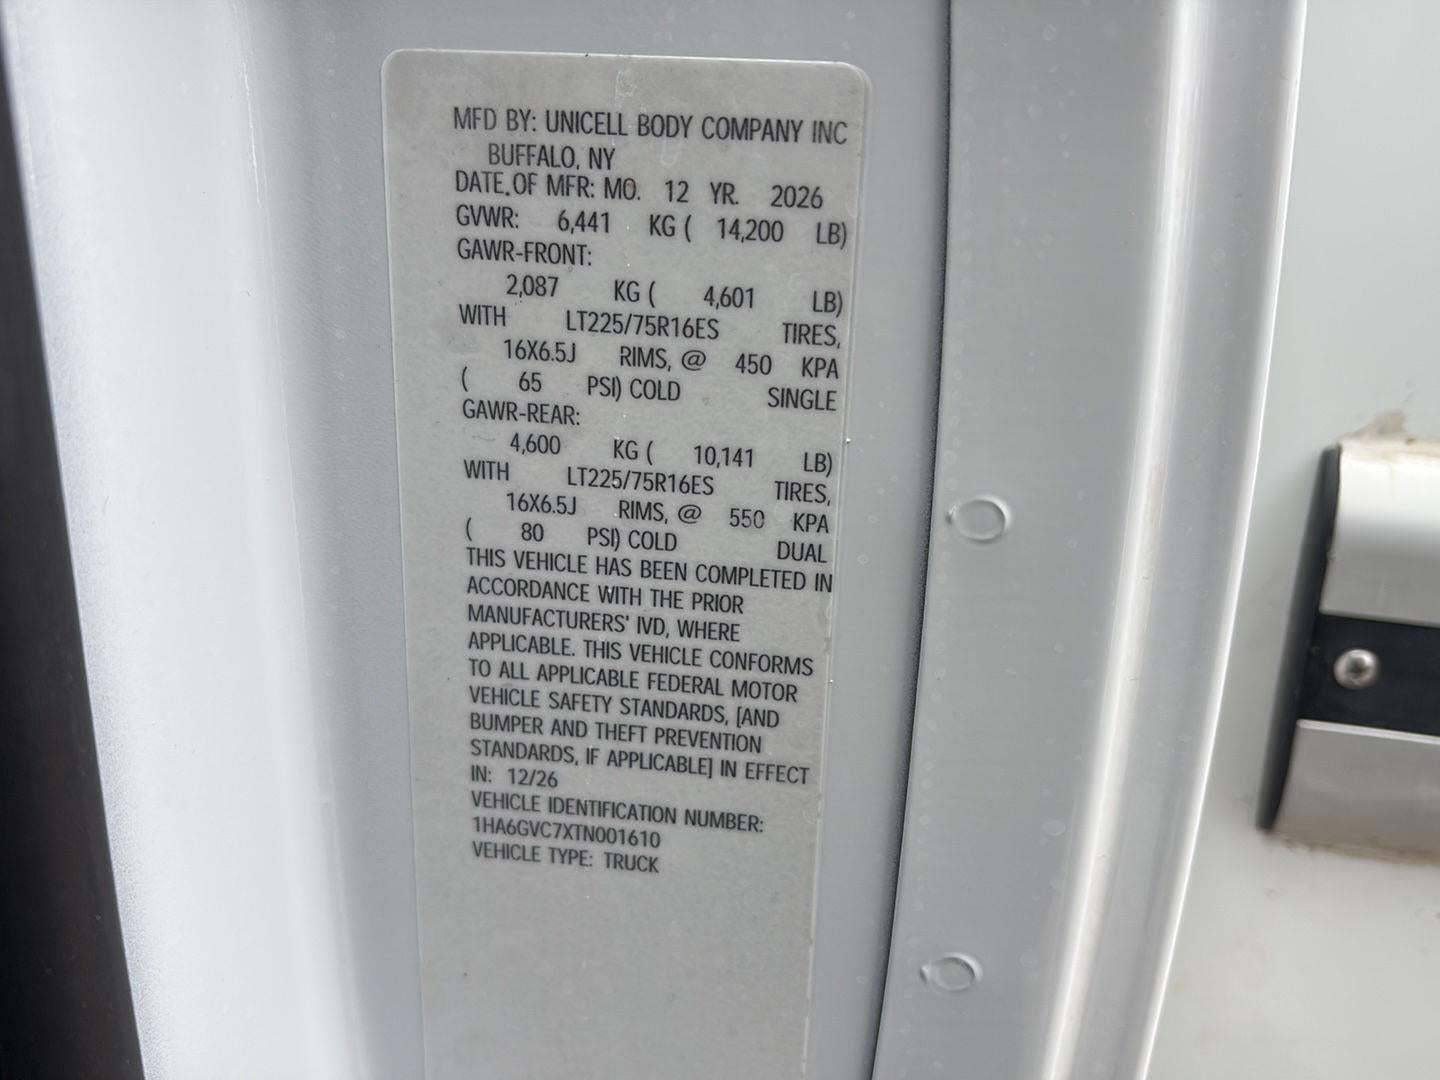 MFD BY: UNICELL BODY COMPANY INC
BUFFALO, NY
DATE OF MFR: MO. 12 YR. 2026
GVWR: 6,441 KG ( 14,200 LB)
GAWR-FRONT:
2,087 KG ( 4,601 LB)
WITH LT225/75R16ES TIRES,
16X6.5J RIMS, @ 450 KPA
( 65 PSI) COLD SINGLE
GAWR-REAR:
4,600 KG ( 10,141 LB)
WITH LT225/75R16ES TIRES,
16X6.5J RIMS, @ 550 KPA
( 80 PSI) COLD DUAL
THIS VEHICLE HAS BEEN COMPLETED IN
ACCORDANCE WITH THE PRIOR
MANUFACTURERS' IVD, WHERE
APPLICABLE. THIS VEHICLE CONFORMS
TO ALL APPLICABLE FEDERAL MOTOR
VEHICLE SAFETY STANDARDS, [AND
BUMPER AND THEFT PREVENTION
STANDARDS, IF APPLICABLE] IN EFFECT
IN: 12/26
VEHICLE IDENTIFICATION NUMBER:
1HA6GVC7XTN001610
VEHICLE TYPE: TRUCK